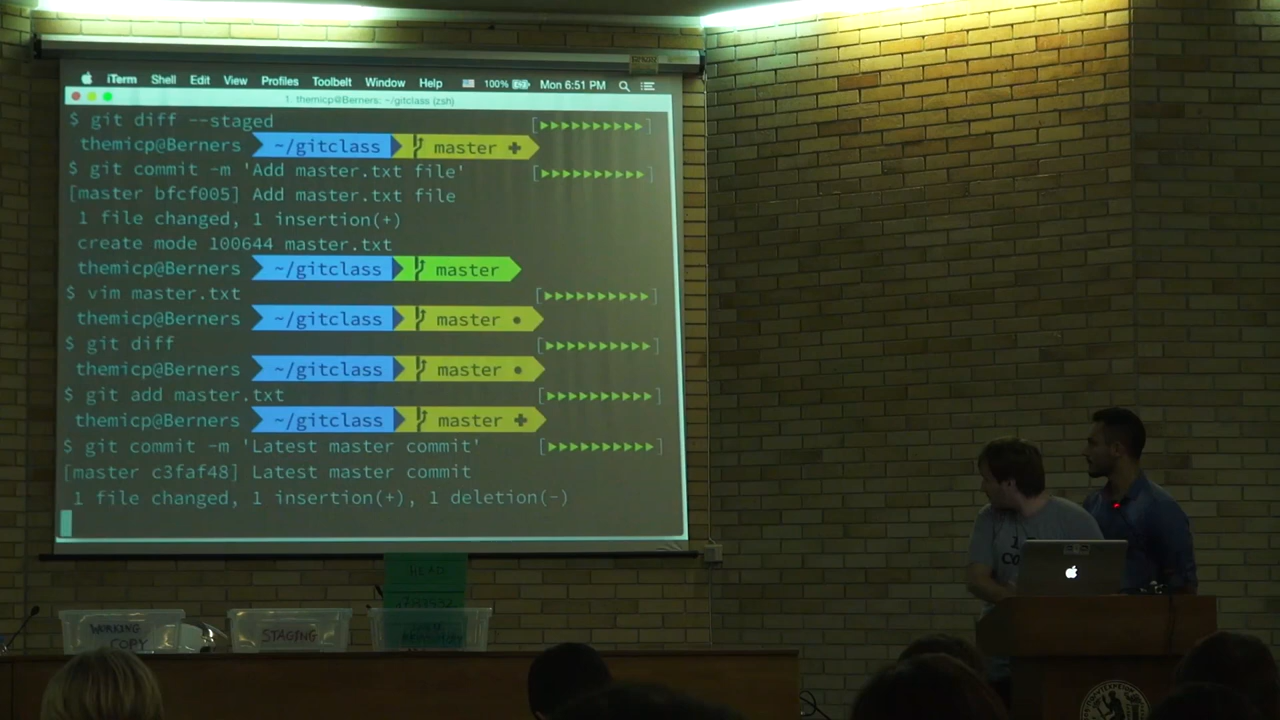 iTerm Shell Edit View Profiles Toolbelt Window Help 100% Mon 6:51 PM
1. themicp@Berners: ~/gitclass (zsh)
$ git diff --staged
themicp@Berners ~/gitclass master
$ git commit -m 'Add master.txt file'
[master bfcf005] Add master.txt file
1 file changed, 1 insertion(+)
create mode 100644 master.txt
themicp@Berners ~/gitclass master
$ vim master.txt
themicp@Berners ~/gitclass master
$ git diff
themicp@Berners ~/gitclass master
$ git add master.txt
themicp@Berners ~/gitclass master
$ git commit -m 'Latest master commit'
[master c3faf48] Latest master commit
1 file changed, 1 insertion(+), 1 deletion(-)
HEAD
WORKING
COPY
STAGING